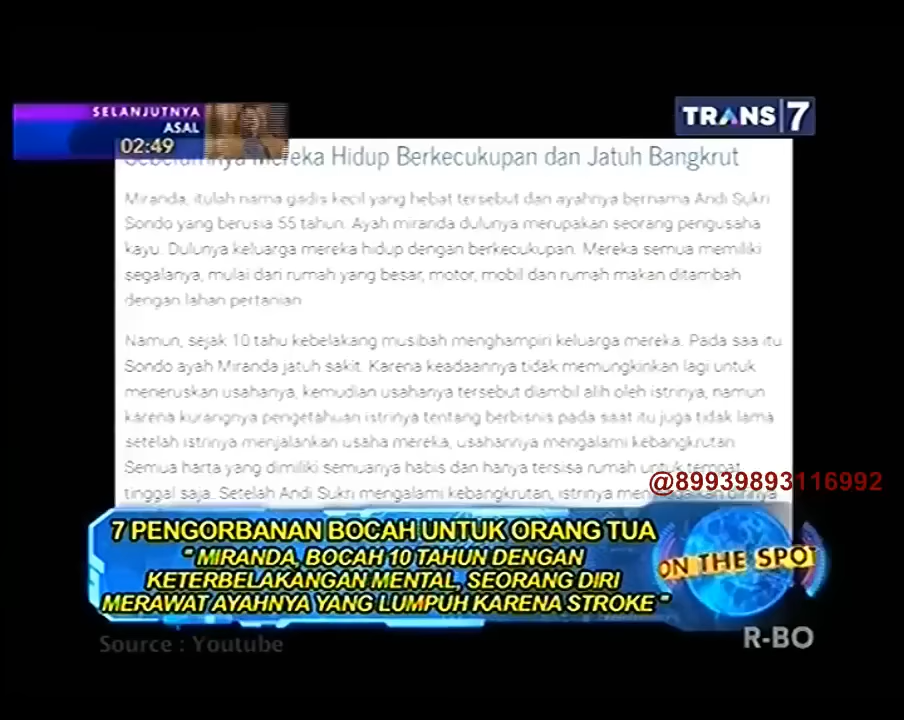 SELANJUTNYA
ASAL
02:49
TRANS 7
Sebelumnya Mereka Hidup Berkecukupan dan Jatuh Bangkrut
Miranda, itulah nama gadis kecil yang hebat tersebut dan ayahnya bernama Andi Sukri
Sondo yang berusia 55 tahun. Ayah miranda dulunya merupakan seorang pengusaha
kayu. Dulunya keluarga mereka hidup dengan berkecukupan. Mereka semua memiliki
segalanya, mulai dari rumah yang besar, motor, mobil dan rumah makan ditambah
dengan lahan pertanian
Namun, sejak 10 tahu kebelakang musibah menghampiri keluarga mereka. Pada saa itu
Sondo ayah Miranda jatuh sakit. Karena keadaannya tidak memungkinkan lagi untuk
meneruskan usahanya, kemudian usahanya tersebut diambil alih oleh istrinya, namun
karena kurangnya pengetahuan istrinya tentang berbisnis pada saat itu juga tidak lama
setelah istrinya menjalankan usaha mereka, usahannya mengalami kebangkrutan
Semua harta yang dimiliki semuanya habis dan hanya tersisa rumah untuk tempat
tinggal saja. Setelah Andi Sukri mengalami kebangkrutan, istrinya
@89939893116992
7 PENGORBANAN BOCAH UNTUK ORANG TUA
" MIRANDA, BOCAH 10 TAHUN DENGAN
KETERBELAKANGAN MENTAL, SEORANG DIRI
MERAWAT AYAHNYA YANG LUMPUH KARENA STROKE "
ON THE SPOT
Source : Youtube
R-BO